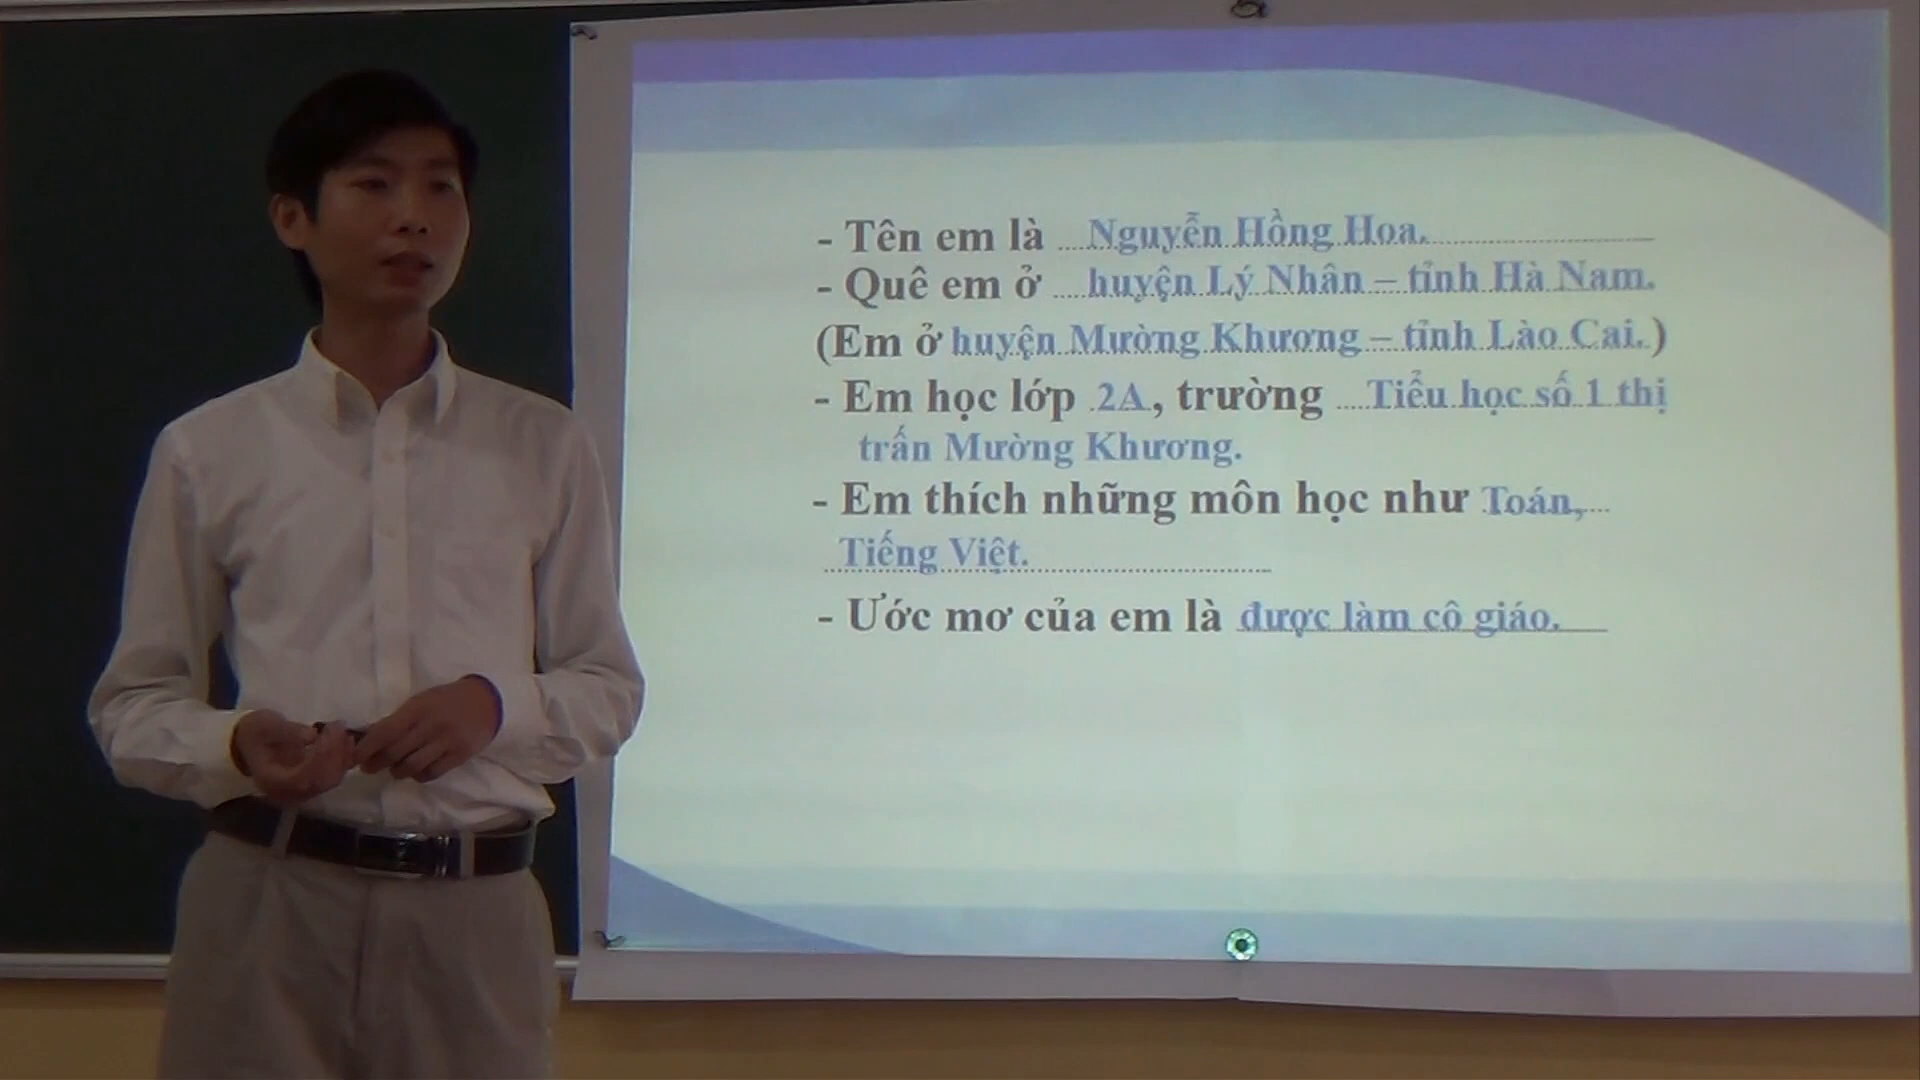 - Tên em là ....Nguyễn Hồng Hoa.....................
- Quê em ở ....huyện Lý Nhân – tỉnh Hà Nam.
(Em ở huyện Mường Khương – tỉnh Lào Cai.)
- Em học lớp .2A., trường ....Tiểu học số 1 thị
trấn Mường Khương.
- Em thích những môn học như Toán,....
Tiếng Việt...............................
- Ước mơ của em là được làm cô giáo.